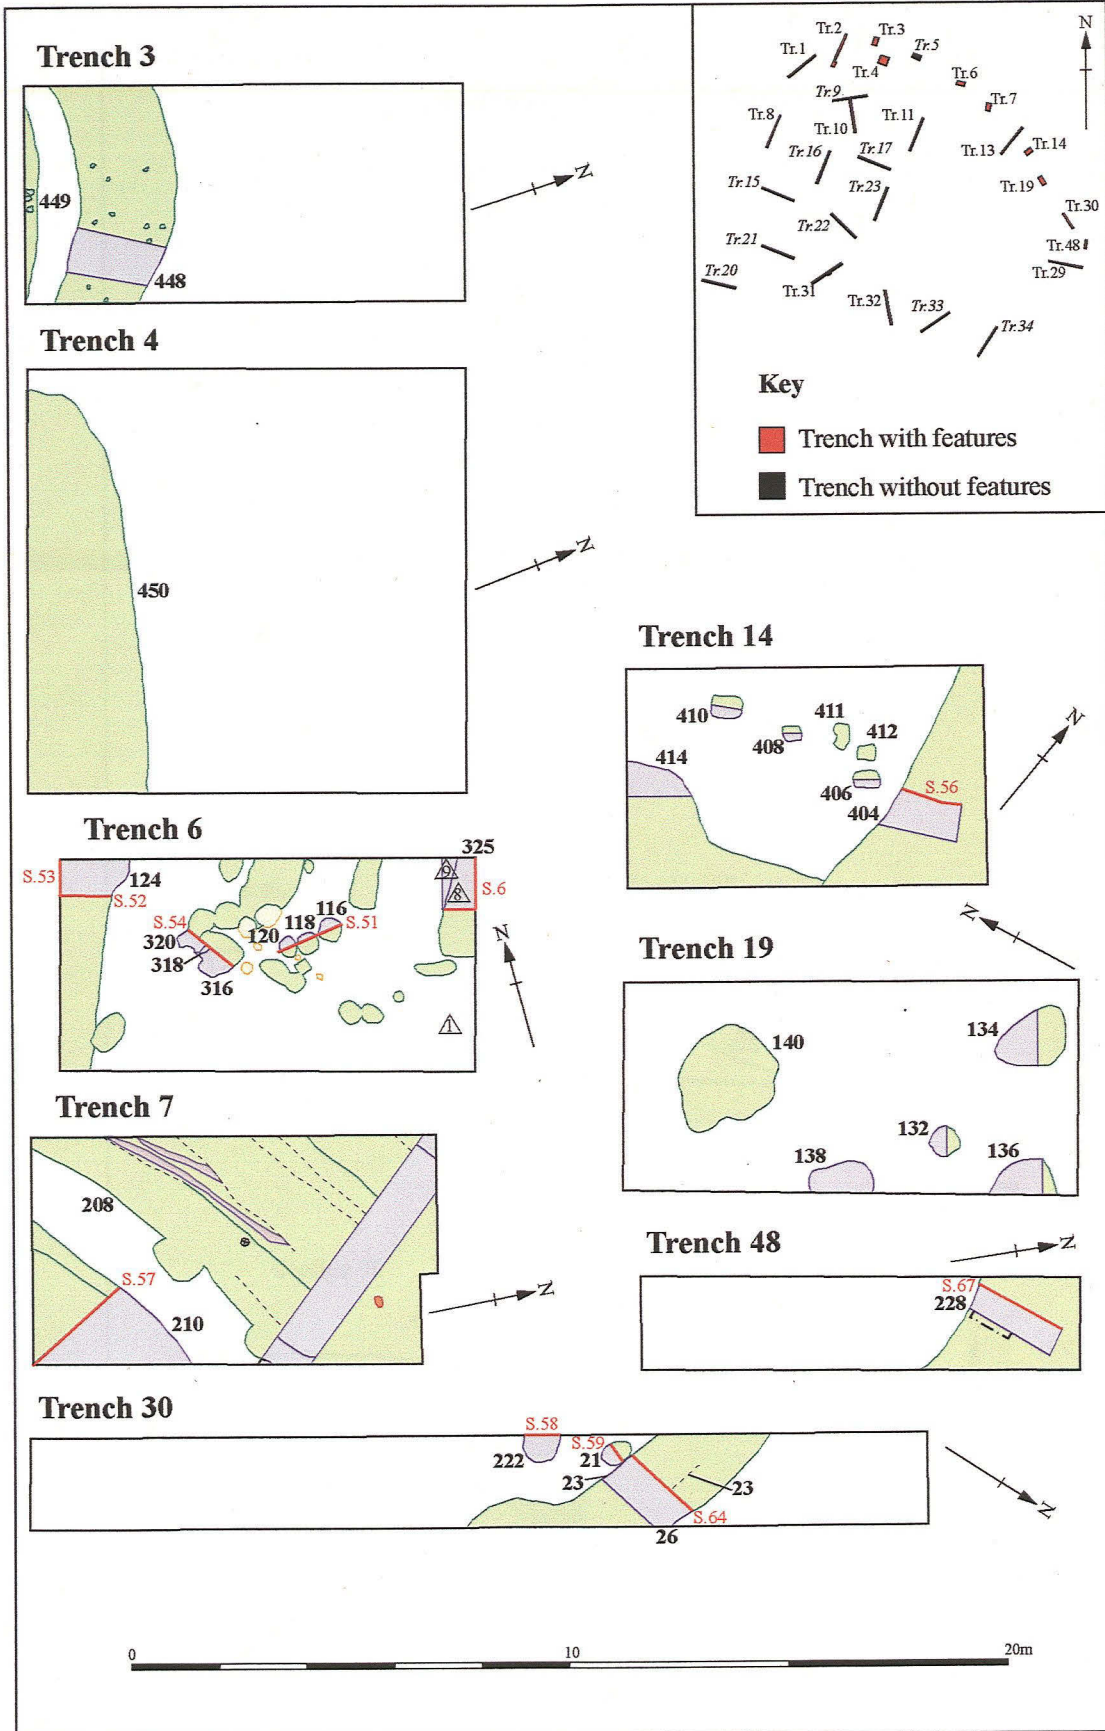 Trench 3
449
448
N
Trench 4
450
N
Tr.1
Tr.2
Tr.3
Tr.4
Tr.5
Tr.6
Tr.7
Tr.8
Tr.9
Tr.10
Tr.11
Tr.13
Tr.14
Tr.15
Tr.16
Tr.17
Tr.19
Tr.20
Tr.21
Tr.22
Tr.23
Tr.29
Tr.30
Tr.31
Tr.32
Tr.33
Tr.34
Tr.48
N
Key
Trench with features
Trench without features
Trench 14
410
408
411
412
414
406
404
S.56
N
Trench 6
S.53
124
S.52
S.54
320
318
316
120
118
116
S.51
325
9
8
S.6
1
N
Trench 19
140
134
132
138
136
N
Trench 7
208
S.57
210
N
Trench 48
S.67
228
N
Trench 30
S.58
222
S.59
21
23
23
S.64
26
N
0
10
20m